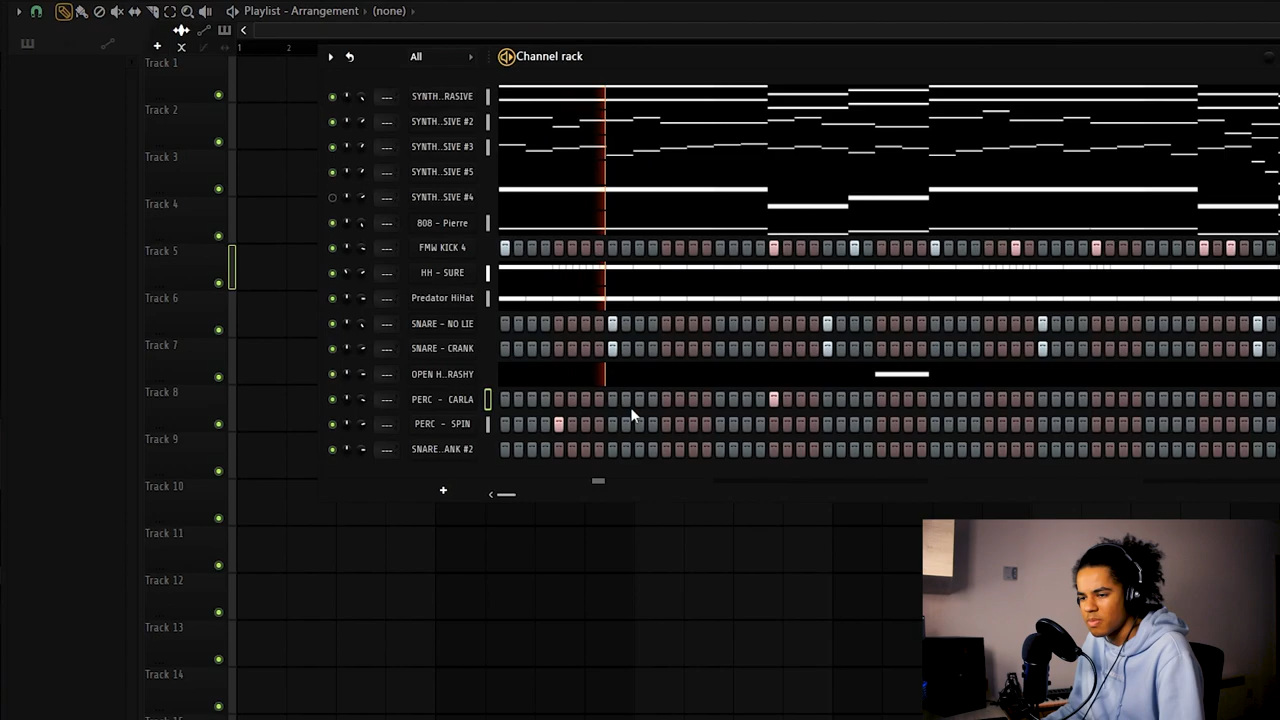 Playlist - Arrangement › (none) ›
1 2
Track 1
Track 2
Track 3
Track 4
Track 5
Track 6
Track 7
Track 8
Track 9
Track 10
Track 11
Track 12
Track 13
Track 14
All
Channel rack
SYNTH..RASIVE
SYNTH..SIVE #2
SYNTH..SIVE #3
SYNTH..SIVE #5
SYNTH..SIVE #4
808 - Pierre
FMW KICK 4
HH - SURE
Predator HiHat
SNARE - NO LIE
SNARE - CRANK
OPEN H..RASHY
PERC - CARLA
PERC - SPIN
SNARE..ANK #2